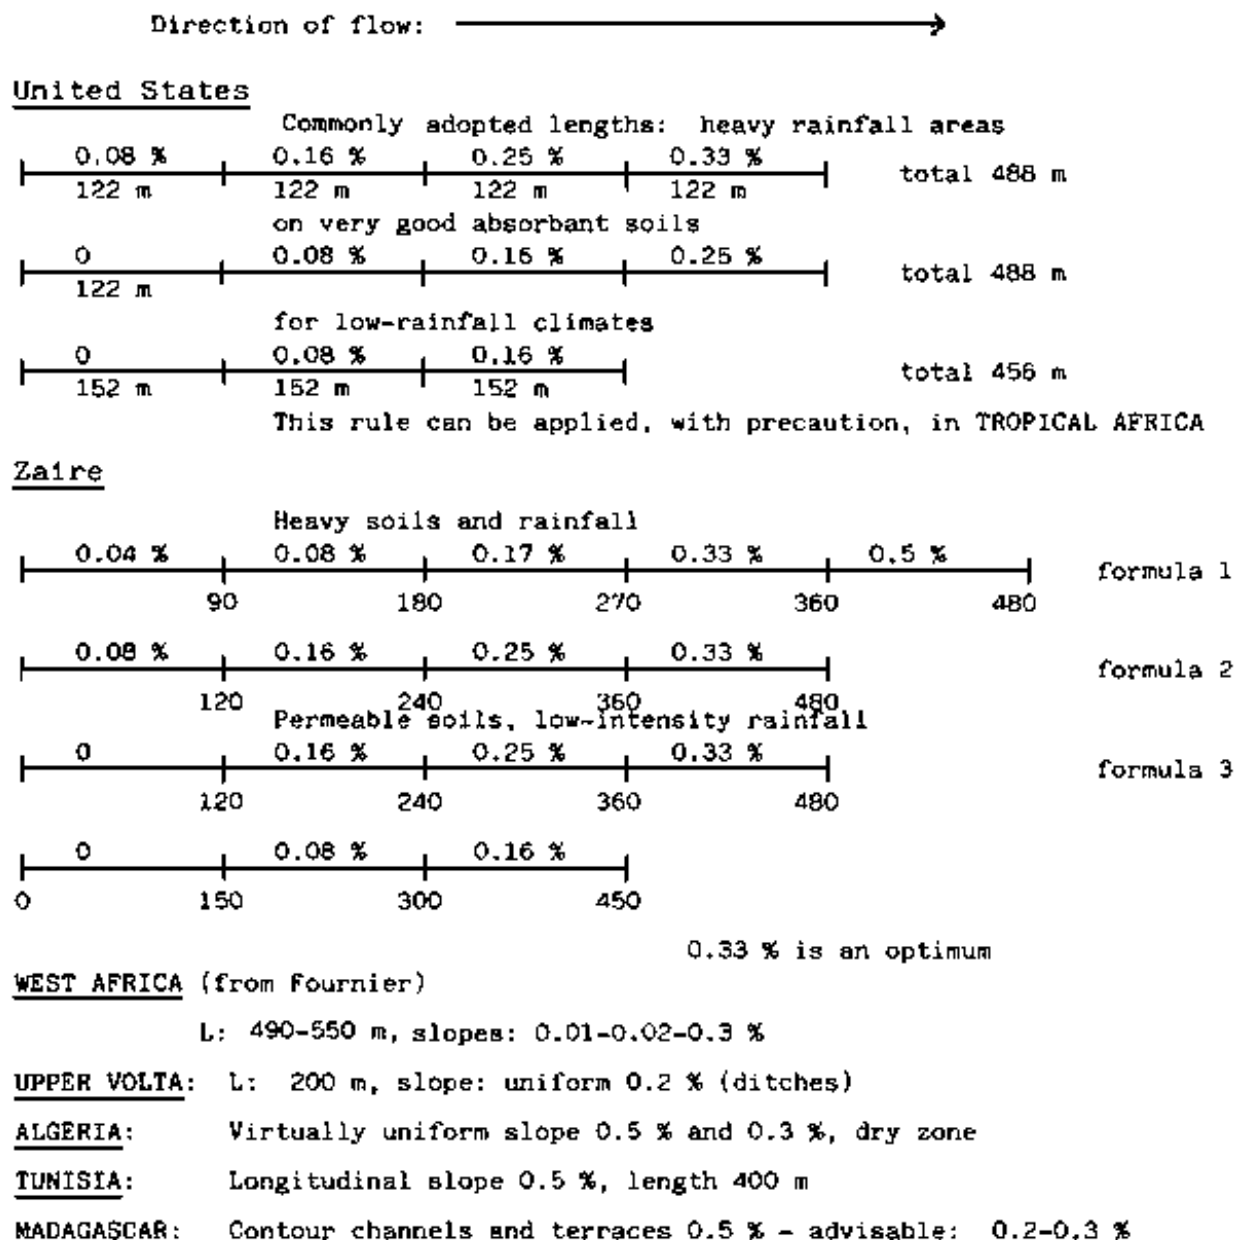 Direction of flow:
United States
Commonly adopted lengths: heavy rainfall areas
0.08 % 0.16 % 0.25 % 0.33 %
total 488 m
122 m 122 m 122 m 122 m
on very good absorbant soils
0 0.08 % 0.16 % 0.25 %
total 488 m
122 m
for low-rainfall climates
0 0.08 % 0.16 %
total 456 m
152 m 152 m 152 m
This rule can be applied, with precaution, in TROPICAL AFRICA
Zaire
Heavy soils and rainfall
0.04 % 0.08 % 0.17 % 0.33 % 0.5 %
formula 1
90 180 270 360 480
0.08 % 0.16 % 0.25 % 0.33 %
formula 2
120 240 360 480
Permeable soils, low-intensity rainfall
0 0.16 % 0.25 % 0.33 %
formula 3
120 240 360 480
0 0.08 % 0.16 %
0 150 300 450
0.33 % is an optimum
WEST AFRICA (from Fournier)
L: 490-550 m, slopes: 0.01-0.02-0.3 %
UPPER VOLTA: L: 200 m, slope: uniform 0.2 % (ditches)
ALGERIA: Virtually uniform slope 0.5 % and 0.3 %, dry zone
TUNISIA: Longitudinal slope 0.5 %, length 400 m
MADAGASCAR: Contour channels and terraces 0.5 % - advisable: 0.2-0.3 %